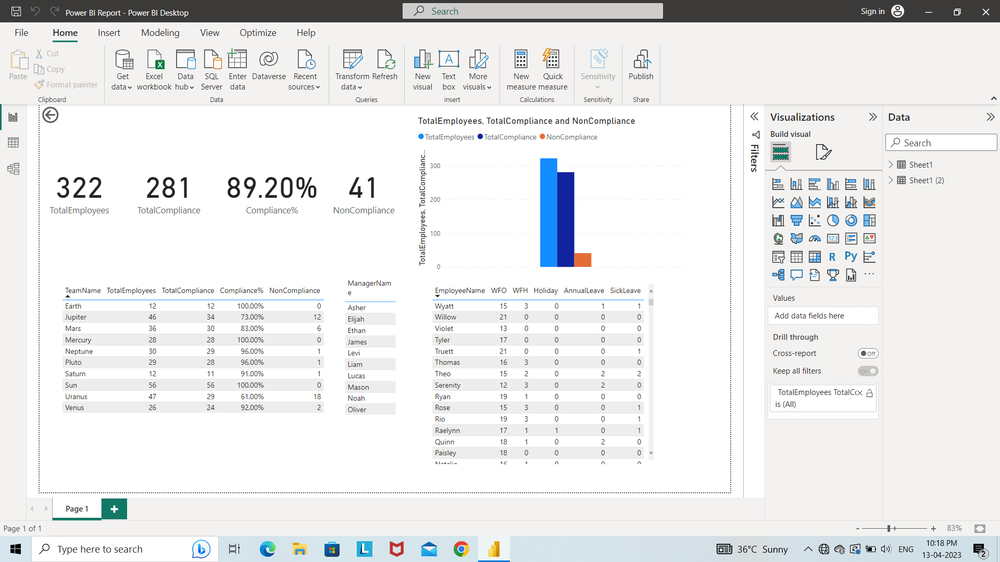 Power BI Report - Power BI Desktop
Search
Sign in
File Home Insert Modeling View Optimize Help
Paste
Cut
Copy
Format painter
Clipboard
Get data
Excel workbook
Data hub
SQL Server
Enter data
Dataverse
Recent sources
Data
Transform data
Refresh
Queries
New visual
Text box
More visuals
Insert
New measure
Quick measure
Calculations
Sensitivity
Sensitivity
Publish
Share
322
TotalEmployees
281
TotalCompliance
89.20%
Compliance%
41
NonCompliance
TotalEmployees, TotalCompliance and NonCompliance
TotalEmployees TotalCompliance NonCompliance
TotalEmployees, TotalComplianc...
300
200
100
0
TeamName TotalEmployees TotalCompliance Compliance% NonCompliance
Earth 12 12 100.00% 0
Jupiter 46 34 73.00% 12
Mars 36 30 83.00% 6
Mercury 28 28 100.00% 0
Neptune 30 29 96.00% 1
Pluto 29 28 96.00% 1
Saturn 12 11 91.00% 1
Sun 56 56 100.00% 0
Uranus 47 29 61.00% 18
Venus 26 24 92.00% 2
ManagerNam
e
Asher
Elijah
Ethan
James
Levi
Liam
Lucas
Mason
Noah
Oliver
EmployeeName WFO WFH Holiday AnnualLeave SickLeave
Wyatt 15 3 0 1 1
Willow 21 0 0 0 0
Violet 13 0 0 0 0
Tyler 17 0 0 0 0
Truett 21 0 0 0 1
Thomas 16 3 0 0 0
Theo 15 2 0 2 2
Serenity 12 3 0 2 0
Ryan 19 1 0 0 0
Rose 15 3 0 0 1
Rio 19 3 0 0 1
Raelynn 17 1 1 0 1
Quinn 18 1 0 2 0
Paisley 18 0 0 0 0
Filters
Visualizations
Build visual
123
R
Py
Values
Add data fields here
Drill through
Cross-report
Off
Keep all filters
On
TotalEmployees TotalCo
is (All)
Data
Search
Sheet1
Sheet1 (2)
Page 1
Page 1 of 1
- + 83%
Type here to search
L
36°C Sunny
ENG
10:18 PM
13-04-2023
2